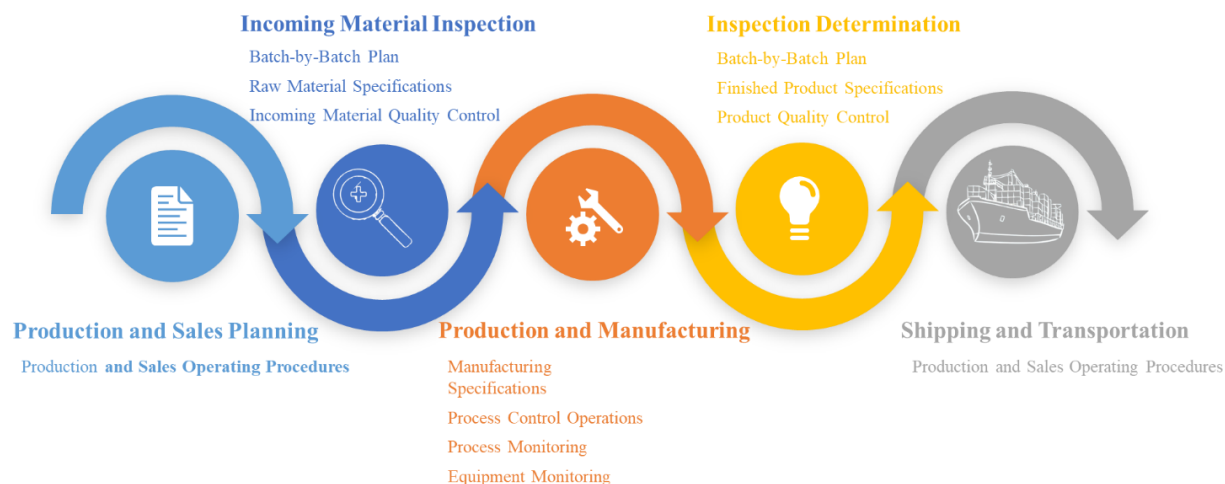 Incoming Material Inspection
Batch-by-Batch Plan
Raw Material Specifications
Incoming Material Quality Control
Inspection Determination
Batch-by-Batch Plan
Finished Product Specifications
Product Quality Control
Production and Sales Planning
Production and Sales Operating Procedures
Production and Manufacturing
Manufacturing
Specifications
Process Control Operations
Process Monitoring
Equipment Monitoring
Shipping and Transportation
Production and Sales Operating Procedures